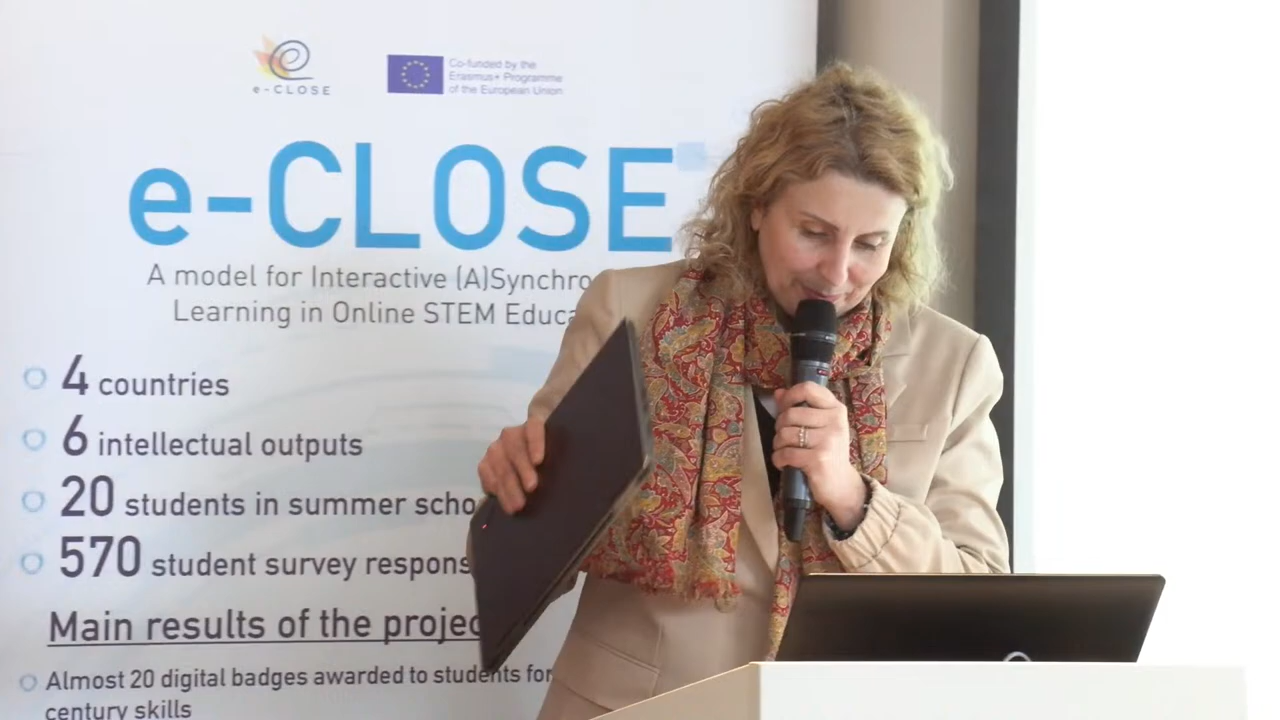 e-CLOSE
Co-funded by the
Erasmus+ Programme
of the European Union
e-CLOSE
A model for Interactive (A)Synchro
Learning in Online STEM Educa
4 countries
6 intellectual outputs
20 students in summer scho
570 student survey respons
Main results of the projec
Almost 20 digital badges awarded to students for
century skills